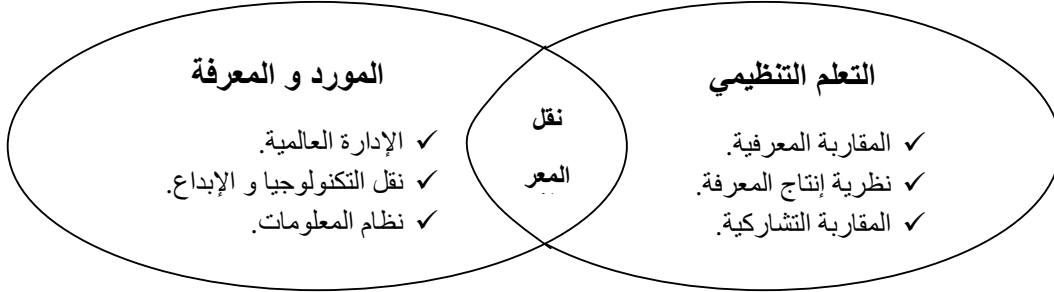 التعلم التنظيمي
✓ المقاربة المعرفية.
✓ نظرية إنتاج المعرفة.
✓ المقاربة التشاركية.
نقل
المعر
المورد و المعرفة
✓ الإدارة العالمية.
✓ نقل التكنولوجيا و الإبداع.
✓ نظام المعلومات.